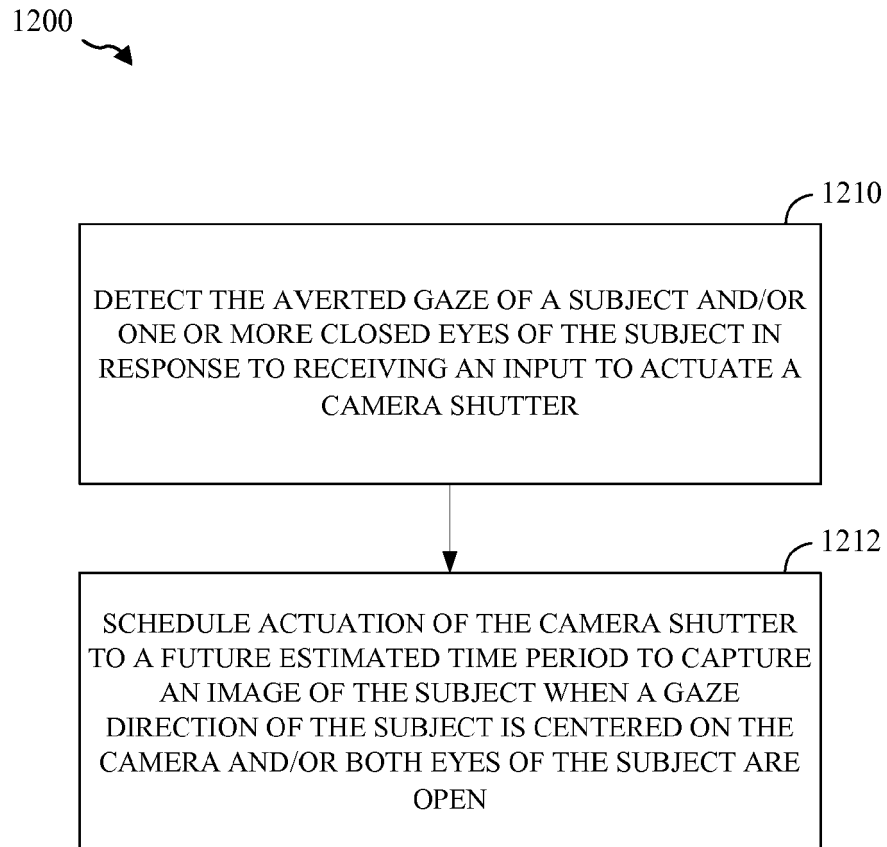 1200
1210
DETECT THE AVERTED GAZE OF A SUBJECT AND/OR
ONE OR MORE CLOSED EYES OF THE SUBJECT IN
RESPONSE TO RECEIVING AN INPUT TO ACTUATE A
CAMERA SHUTTER
1212
SCHEDULE ACTUATION OF THE CAMERA SHUTTER
TO A FUTURE ESTIMATED TIME PERIOD TO CAPTURE
AN IMAGE OF THE SUBJECT WHEN A GAZE
DIRECTION OF THE SUBJECT IS CENTERED ON THE
CAMERA AND/OR BOTH EYES OF THE SUBJECT ARE
OPEN